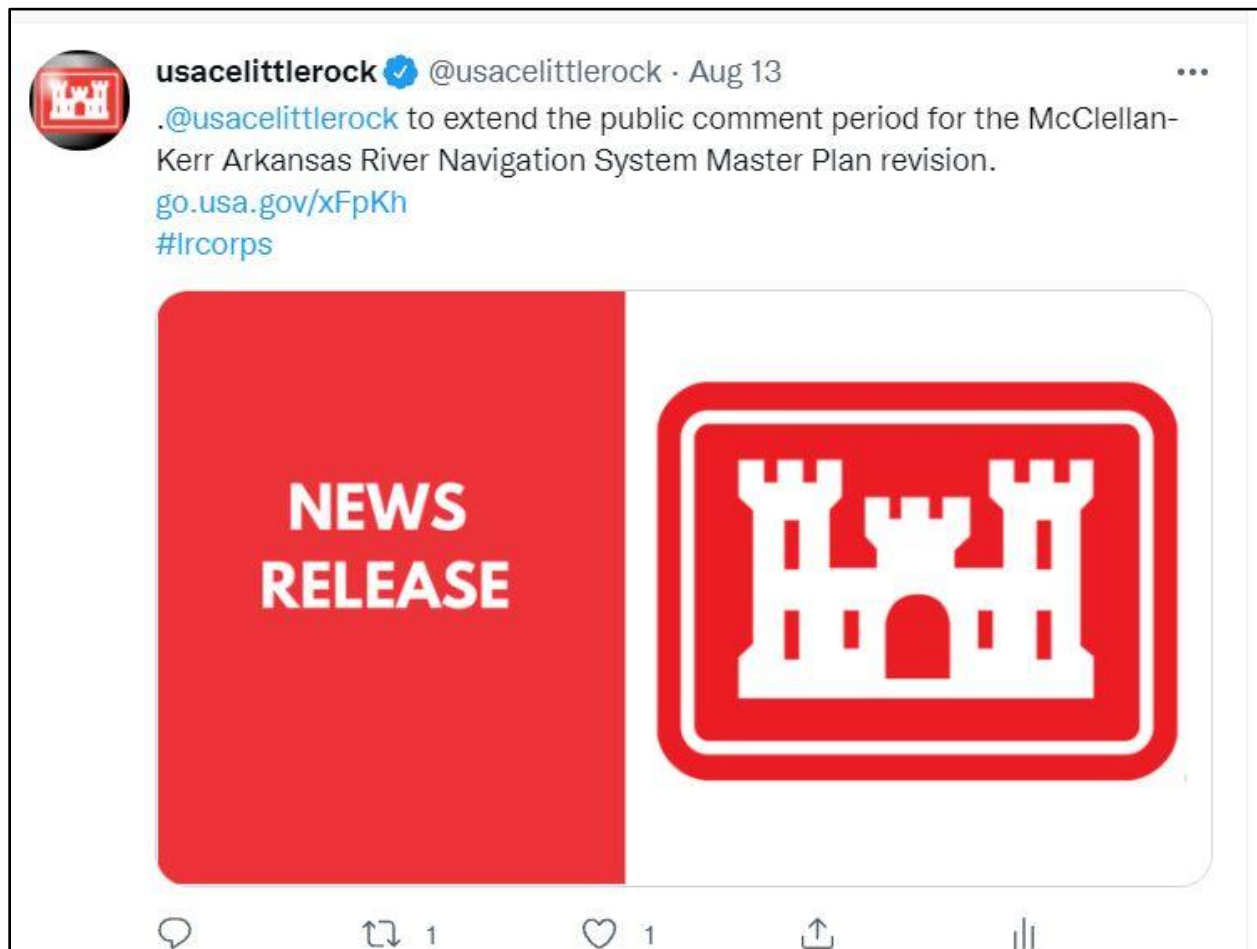 usacelittlerock @usacelittlerock · Aug 13
.@usacelittlerock to extend the public comment period for the McClellan-
Kerr Arkansas River Navigation System Master Plan revision.
go.usa.gov/xFpKh
#lrcorps
NEWS
RELEASE
1 1